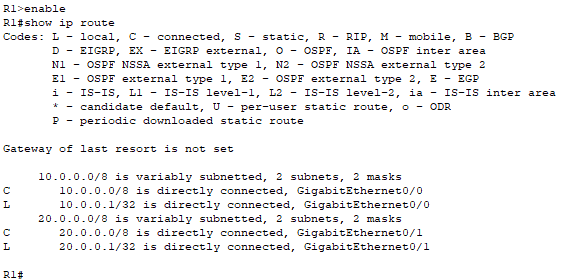 R1>enable
R1#show ip route
Codes: L - local, C - connected, S - static, R - RIP, M - mobile, B - BGP
       D - EIGRP, EX - EIGRP external, O - OSPF, IA - OSPF inter area
       N1 - OSPF NSSA external type 1, N2 - OSPF NSSA external type 2
       E1 - OSPF external type 1, E2 - OSPF external type 2, E - EGP
       i - IS-IS, L1 - IS-IS level-1, L2 - IS-IS level-2, ia - IS-IS inter area
       * - candidate default, U - per-user static route, o - ODR
       P - periodic downloaded static route

Gateway of last resort is not set

     10.0.0.0/8 is variably subnetted, 2 subnets, 2 masks
C       10.0.0.0/8 is directly connected, GigabitEthernet0/0
L       10.0.0.1/32 is directly connected, GigabitEthernet0/0
     20.0.0.0/8 is variably subnetted, 2 subnets, 2 masks
C       20.0.0.0/8 is directly connected, GigabitEthernet0/1
L       20.0.0.1/32 is directly connected, GigabitEthernet0/1

R1#